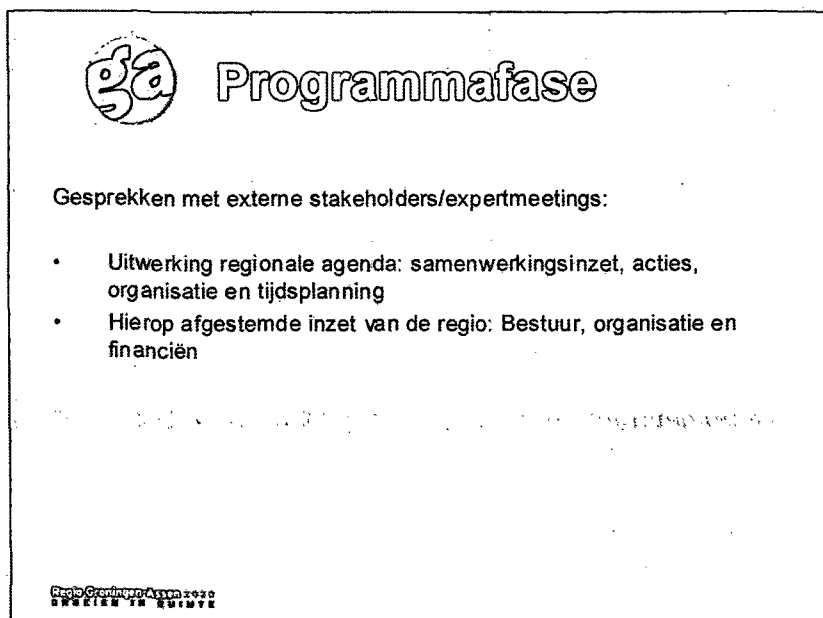 ga Programmafase
Gesprekken met externe stakeholders/expertmeetings:
• Uitwerking regionale agenda: samenwerkingsinzet, acties,
organisatie en tijdsplanning
• Hierop afgestemde inzet van de regio: Bestuur, organisatie en
financiën
Regio Groningen-Assen 2020